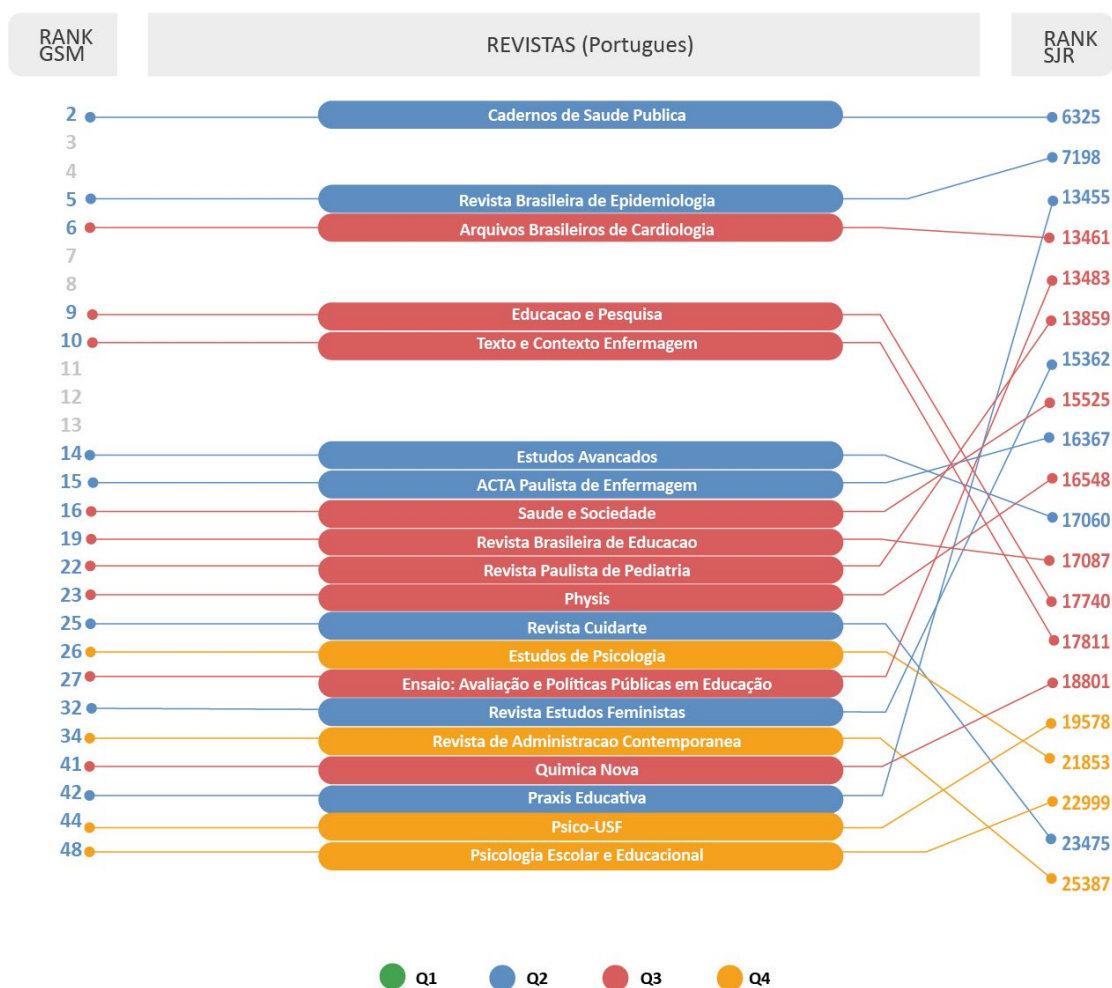 RANK
GSM
REVISTAS (Portugues)
RANK
SJR
2 Cadernos de Saude Publica 6325
3
4
7198
5 Revista Brasileira de Epidemiologia 13455
6 Arquivos Brasileiros de Cardiologia 13461
7
8 13483
9 Educacao e Pesquisa 13859
10 Texto e Contexto Enfermagem 15362
11
12 15525
13 16367
14 Estudos Avancados
15 ACTA Paulista de Enfermagem 16548
16 Saude e Sociedade 17060
19 Revista Brasileira de Educacao
22 Revista Paulista de Pediatria 17087
23 Physis 17740
25 Revista Cuidarte 17811
26 Estudos de Psicologia
27 Ensaio: Avaliação e Políticas Públicas em Educação 18801
32 Revista Estudos Feministas 19578
34 Revista de Administracao Contemporanea 21853
41 Quimica Nova
42 Praxis Educativa 22999
44 Psico-USF 23475
48 Psicologia Escolar e Educacional 25387
Q1 Q2 Q3 Q4